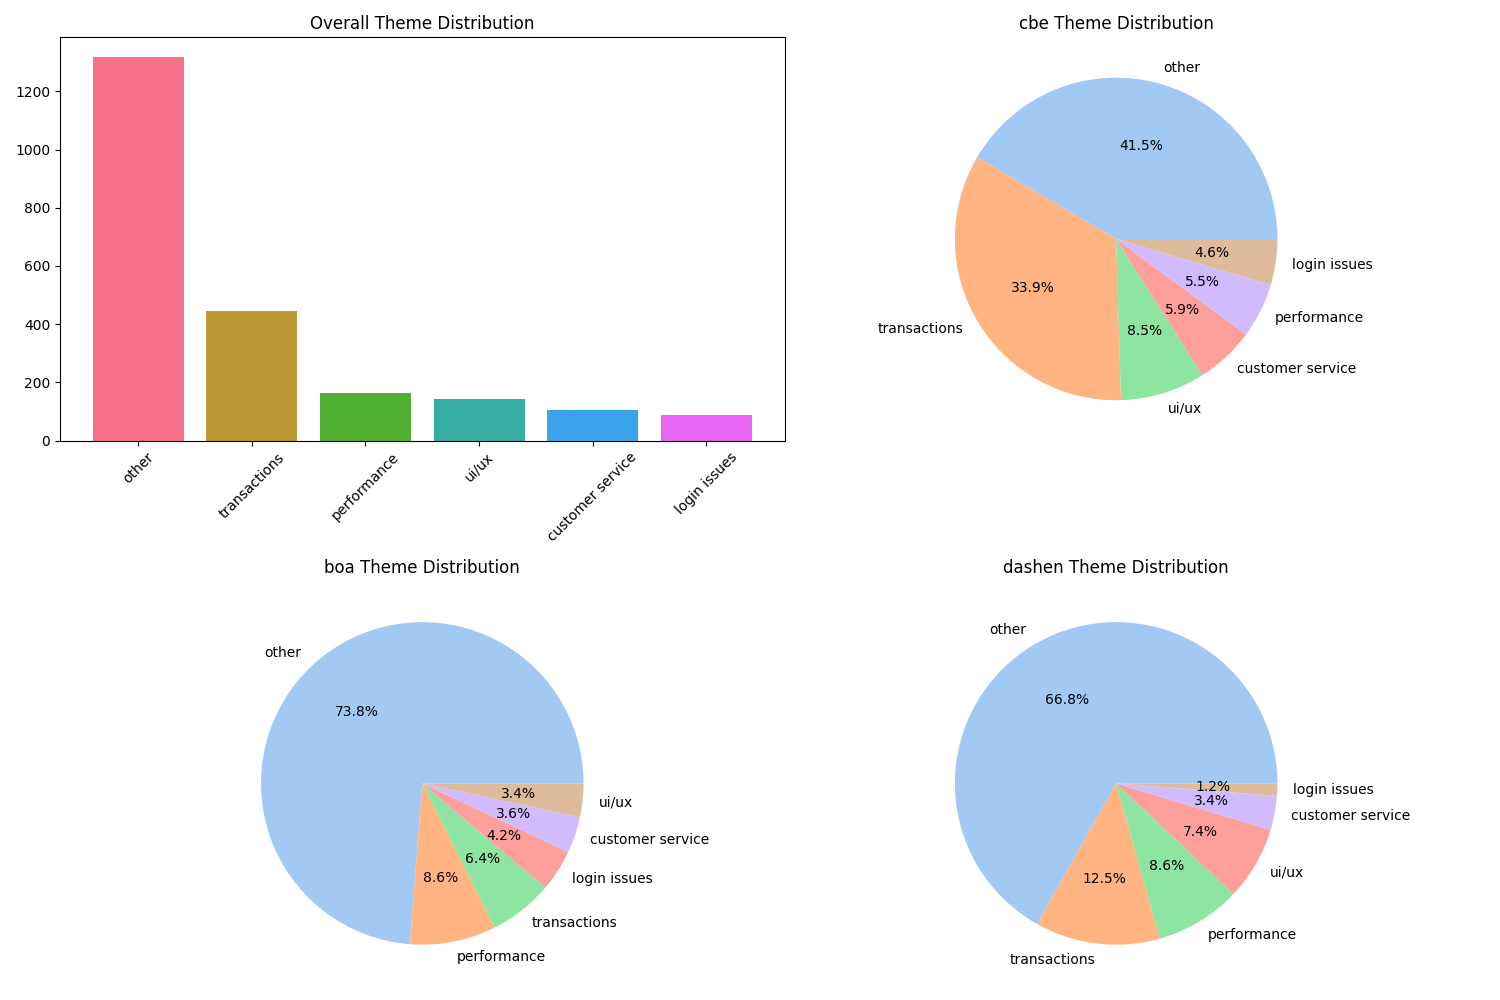 Overall Theme Distribution
1200
1000
800
600
400
200
0
other
transactions
performance
ui/ux
customer service
login issues
cbe Theme Distribution
other
41.5%
transactions
33.9%
ui/ux
8.5%
customer service
5.9%
performance
5.5%
login issues
4.6%
boa Theme Distribution
other
73.8%
performance
8.6%
transactions
6.4%
login issues
4.2%
customer service
3.6%
ui/ux
3.4%
dashen Theme Distribution
other
66.8%
transactions
12.5%
performance
8.6%
ui/ux
7.4%
customer service
3.4%
login issues
1.2%